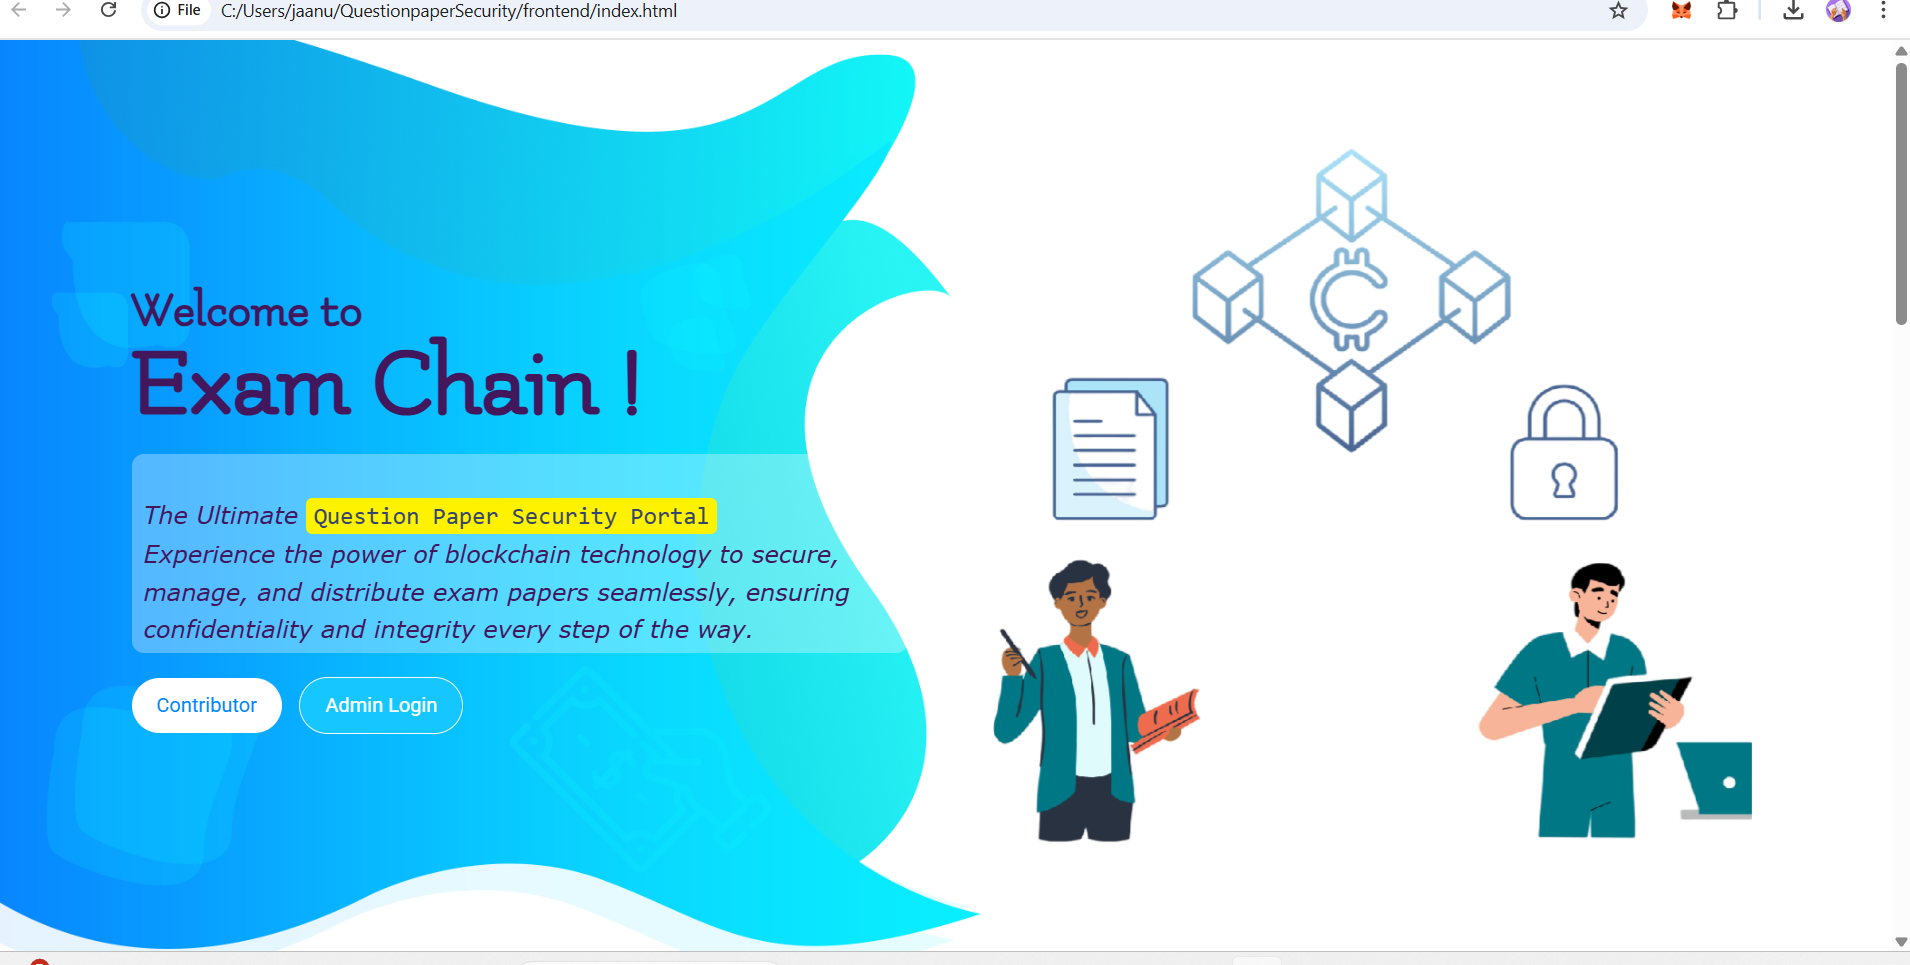 File C:/Users/jaanu/QuestionpaperSecurity/frontend/index.html
Welcome to
Exam Chain !
The Ultimate Question Paper Security Portal
Experience the power of blockchain technology to secure,
manage, and distribute exam papers seamlessly, ensuring
confidentiality and integrity every step of the way.
Contributor Admin Login